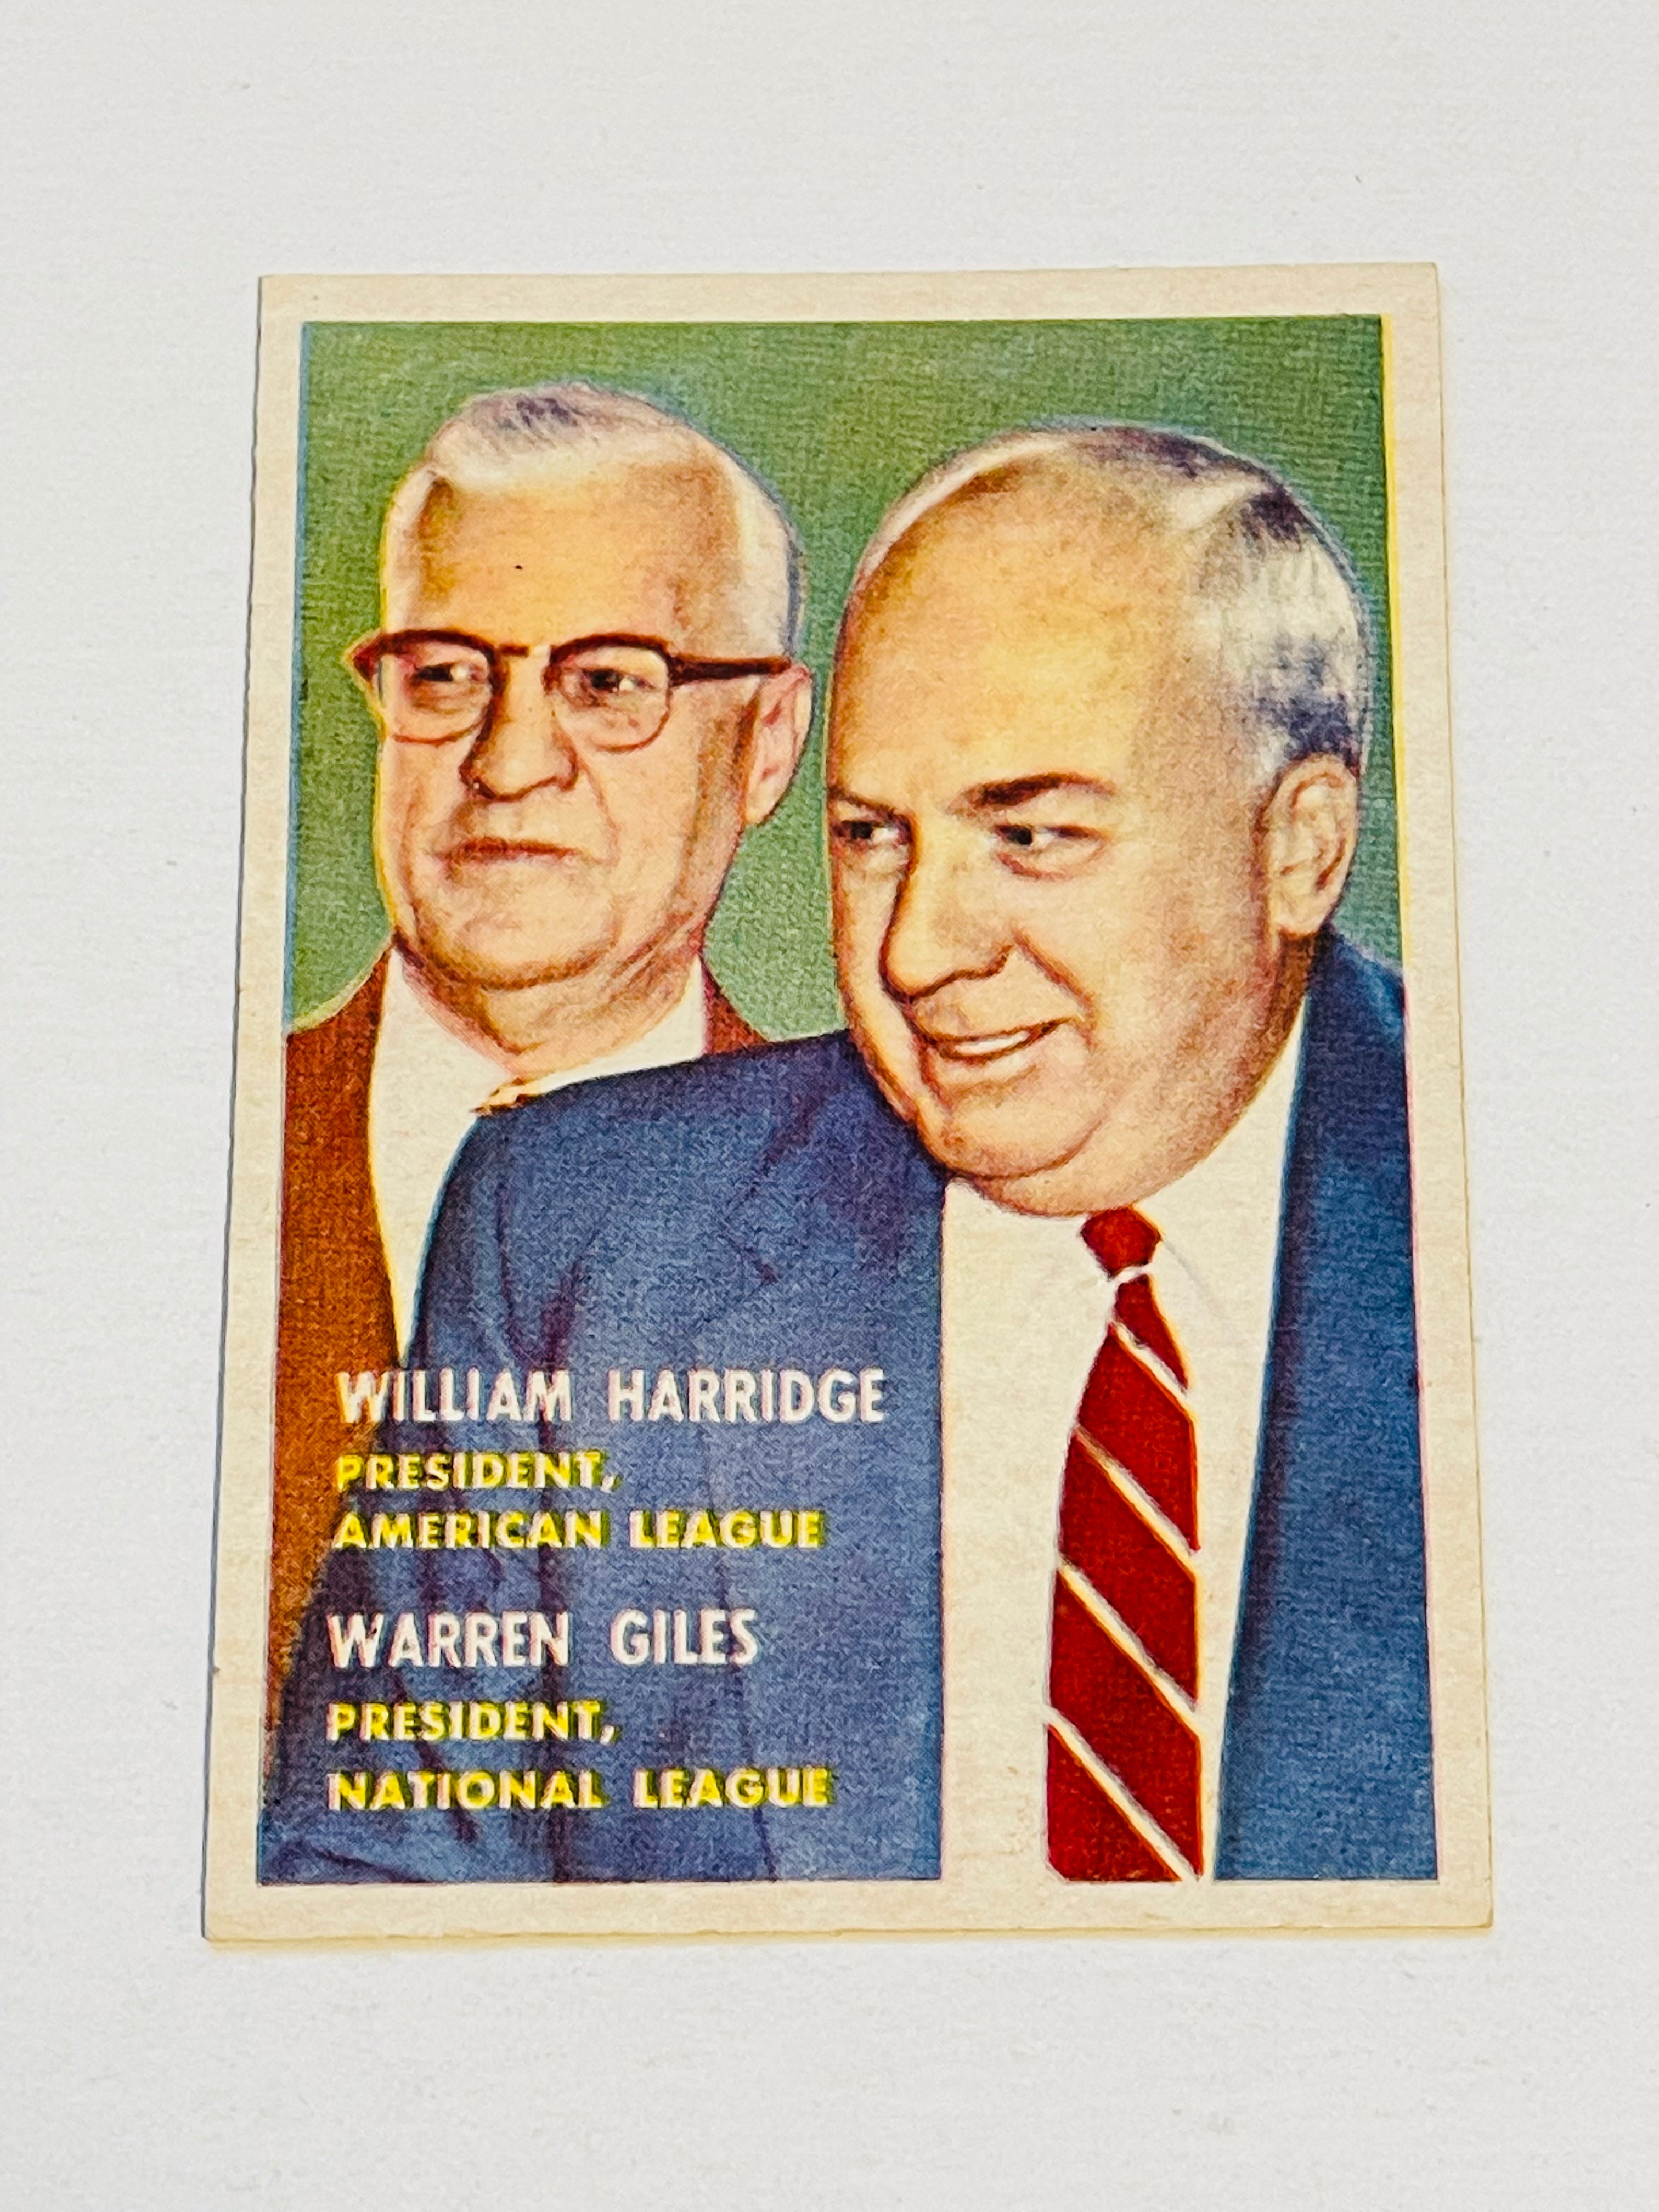 WILLIAM HARRIDGE
PRESIDENT,
AMERICAN LEAGUE
WARREN GILES
PRESIDENT,
NATIONAL LEAGUE